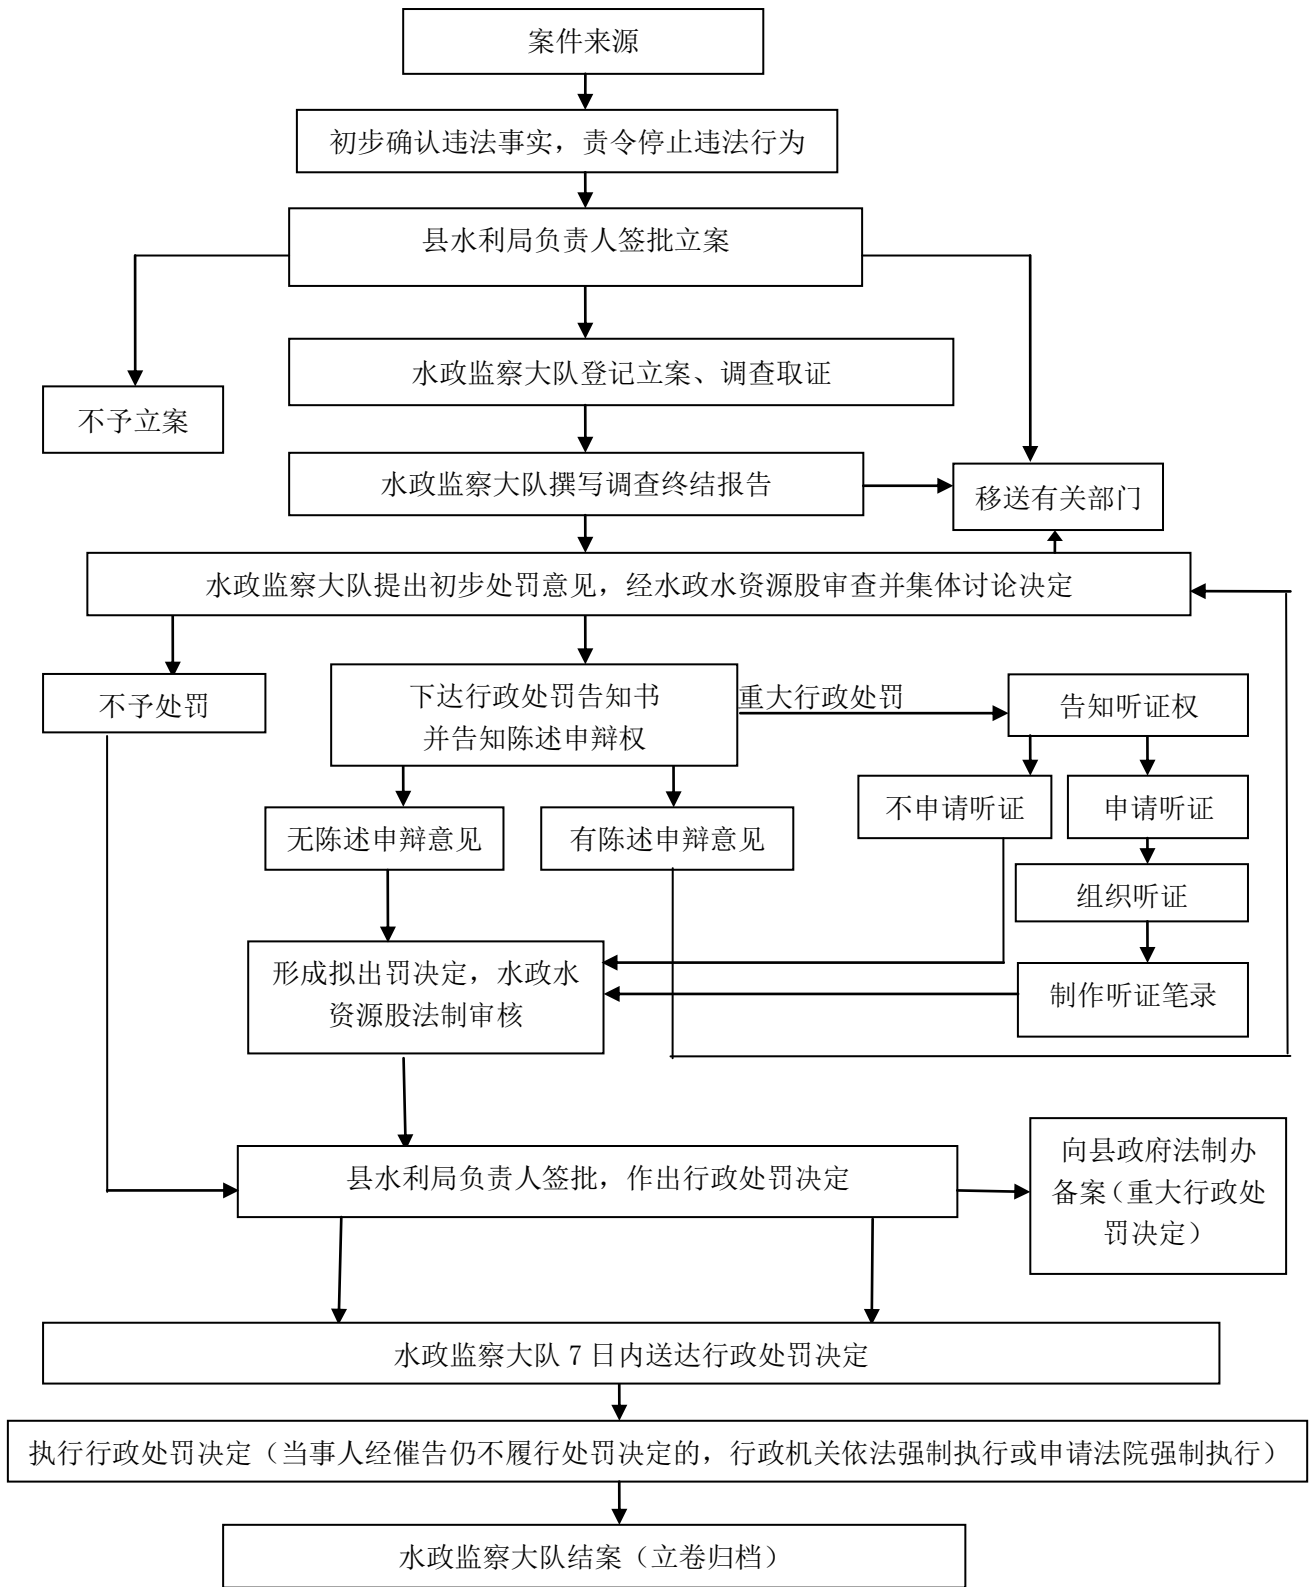 案件来源
初步确认违法事实，责令停止违法行为
县水利局负责人签批立案
水政监察大队登记立案、调查取证
不予立案
水政监察大队撰写调查终结报告
移送有关部门
水政监察大队提出初步处罚意见，经水政水资源股审查并集体讨论决定
不予处罚
下达行政处罚告知书
并告知陈述申辩权
重大行政处罚
告知听证权
不申请听证
申请听证
无陈述申辩意见
有陈述申辩意见
组织听证
形成拟出罚决定，水政水
资源股法制审核
制作听证笔录
县水利局负责人签批，作出行政处罚决定
向县政府法制办
备案（重大行政处
罚决定）
水政监察大队 7 日内送达行政处罚决定
执行行政处罚决定（当事人经催告仍不履行处罚决定的，行政机关依法强制执行或申请法院强制执行）
水政监察大队结案（立卷归档）